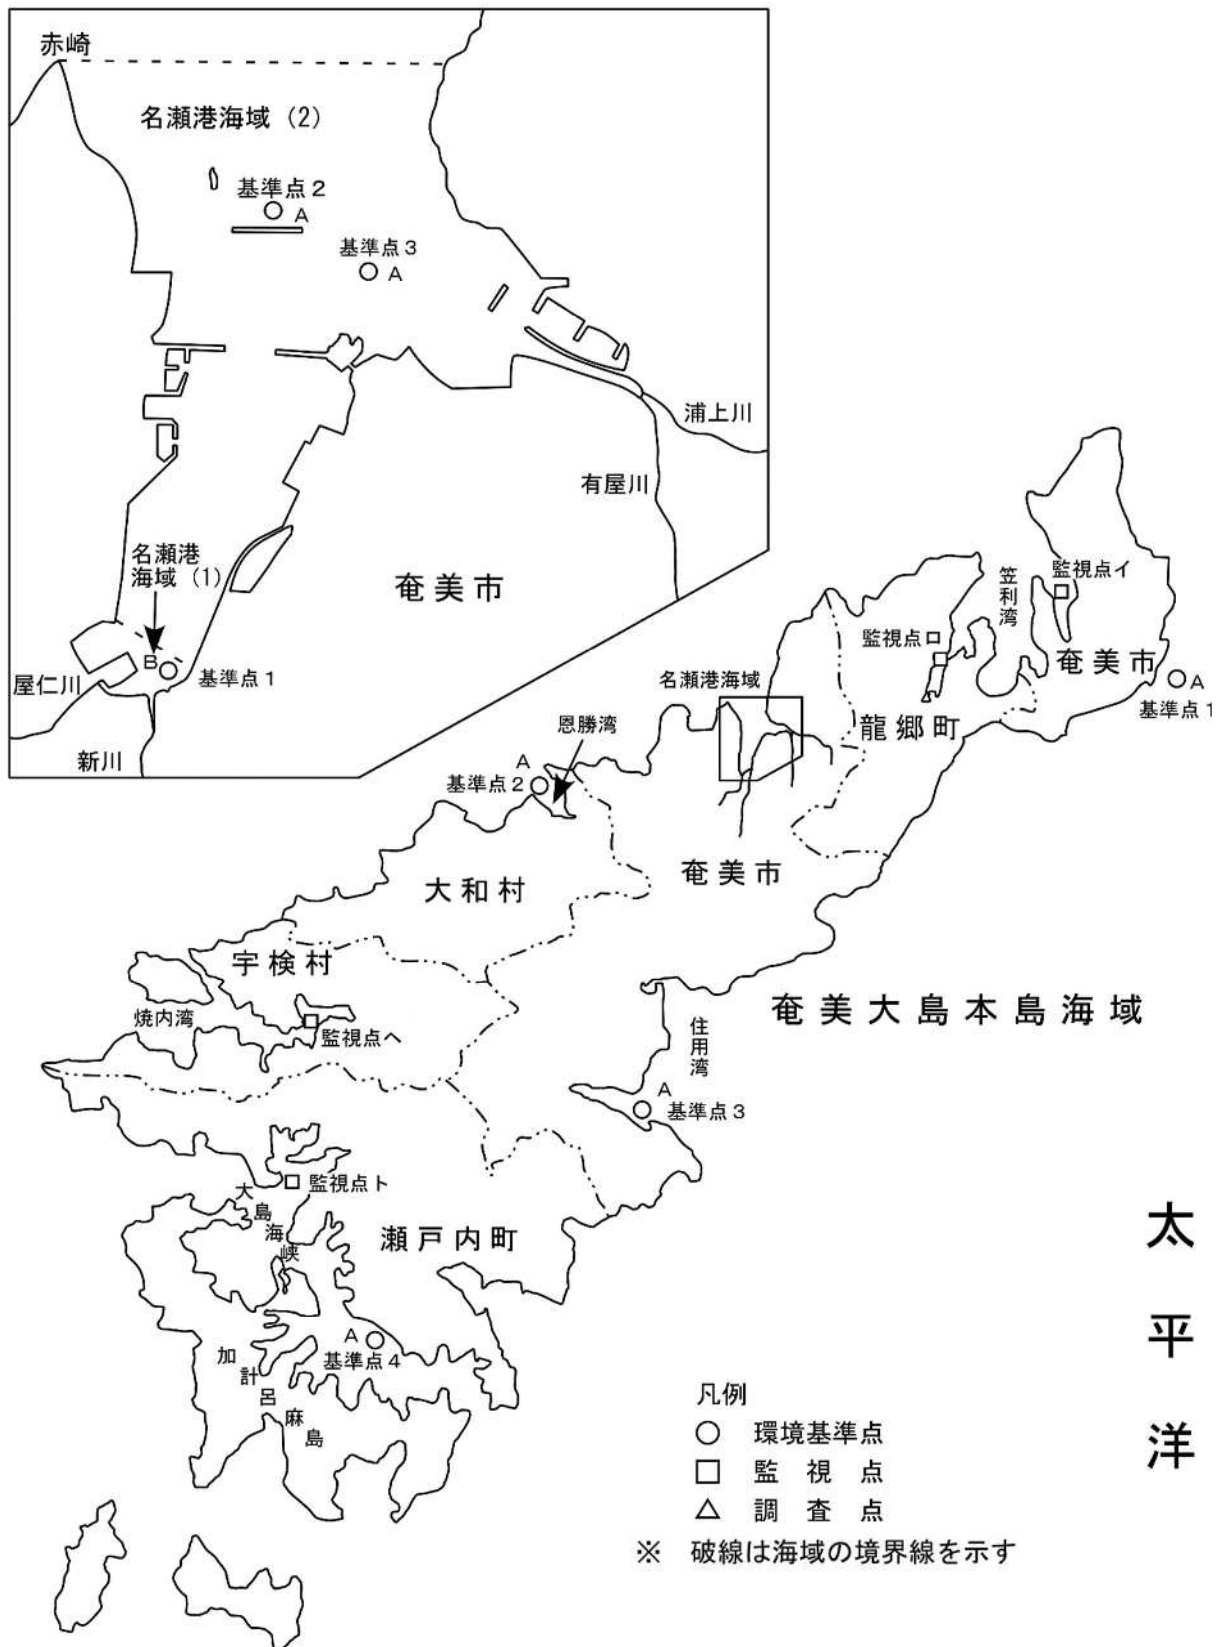 赤崎
名瀬港海域（2）
基準点2
A
基準点3
A
浦上川
有屋川
名瀬港
海域（1）
奄美市
B
基準点1
屋仁川
新川
笠利湾
監視点イ
監視点ロ
奄美市
A
基準点1
名瀬港海域
龍郷町
恩勝湾
A
基準点2
奄美市
大和村
宇検村
焼内湾
監視点ヘ
奄美大島本島海域
住用湾
A
基準点3
監視点ト
大島海峡
瀬戸内町
A
基準点4
加計呂麻島
太平洋
凡例
○ 環境基準点
□ 監視点
△ 調査点
※ 破線は海域の境界線を示す